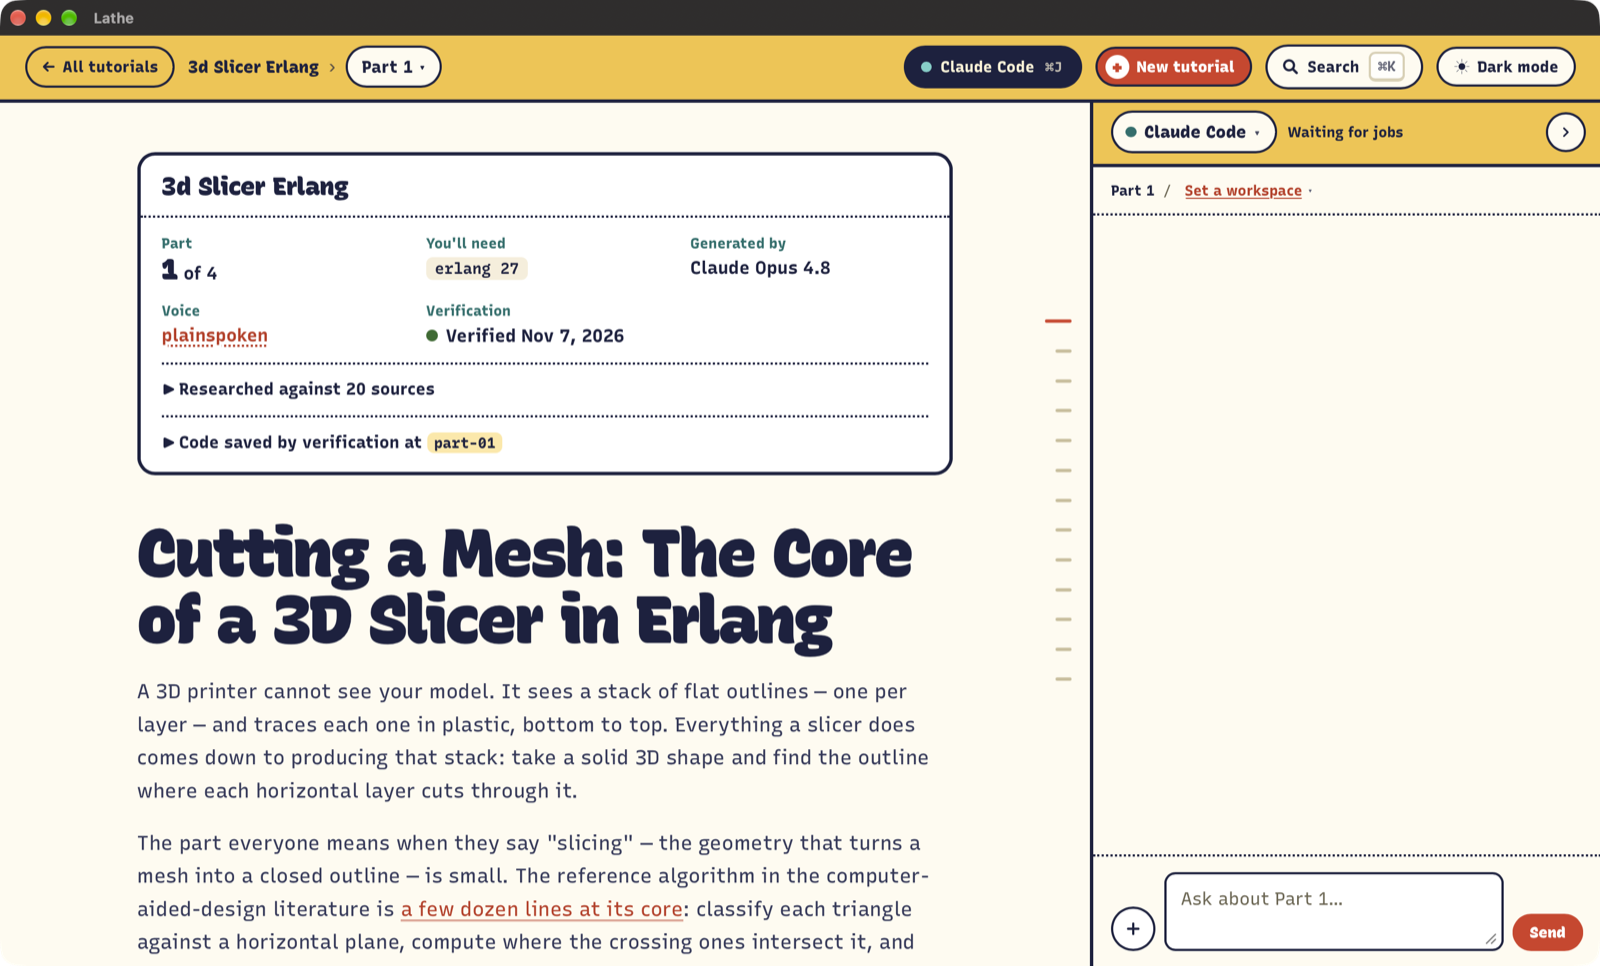 Lathe
← All tutorials
3d Slicer Erlang ›
Part 1 ▾
Claude Code ⌘J
New tutorial
Search ⌘K
Dark mode
3d Slicer Erlang
Part
1 of 4
You'll need
erlang 27
Generated by
Claude Opus 4.8
Voice
plainspoken
Verification
Verified Nov 7, 2026
▶ Researched against 20 sources
▶ Code saved by verification at part-01
Cutting a Mesh: The Core
of a 3D Slicer in Erlang
A 3D printer cannot see your model. It sees a stack of flat outlines — one per
layer — and traces each one in plastic, bottom to top. Everything a slicer does
comes down to producing that stack: take a solid 3D shape and find the outline
where each horizontal layer cuts through it.
The part everyone means when they say "slicing" — the geometry that turns a
mesh into a closed outline — is small. The reference algorithm in the computer-
aided-design literature is a few dozen lines at its core: classify each triangle
against a horizontal plane, compute where the crossing ones intersect it, and
Claude Code ▾
Waiting for jobs
Part 1 / Set a workspace ·
Ask about Part 1...
Send